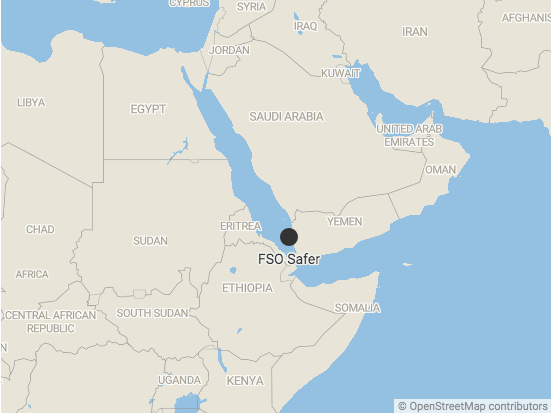 CYPRUS
SYRIA
AFGHANIS
IRAQ
IRAN
JORDAN
KUWAIT
LIBYA
EGYPT
SAUDI ARABIA
UNITED ARAB
EMIRATES
OMAN
ERITREA
YEMEN
CHAD
SUDAN
FSO Safer
AFRICA
ETHIOPIA
SOMALIA
CENTRAL AFRICAN
REPUBLIC
SOUTH SUDAN
N
UGANDA
KENYA
© OpenStreetMap contributors